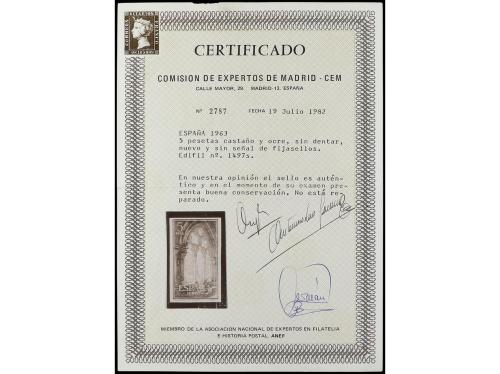 CERTIFICADO
COMISION DE EXPERTOS DE MADRID - CEM
CALLE MAYOR, 29. MADRID-13. ESPAÑA
Nº 2787 FECHA 19 Julio 1982
ESPAÑA 1963
5 pesetas castaño y ocre, sin dentar,
nuevo y sin señal de fijasellos.
Edifil nº. 1497s.
En nuestra opinión el sello es autén-
tico y en el momento de su examen pre-
senta buena conservación. No está re-
parado.
ESPAÑA
MIEMBRO DE LA ASOCIACION NACIONAL DE EXPERTOS EN FILATELIA
E HISTORIA POSTAL. ANEF